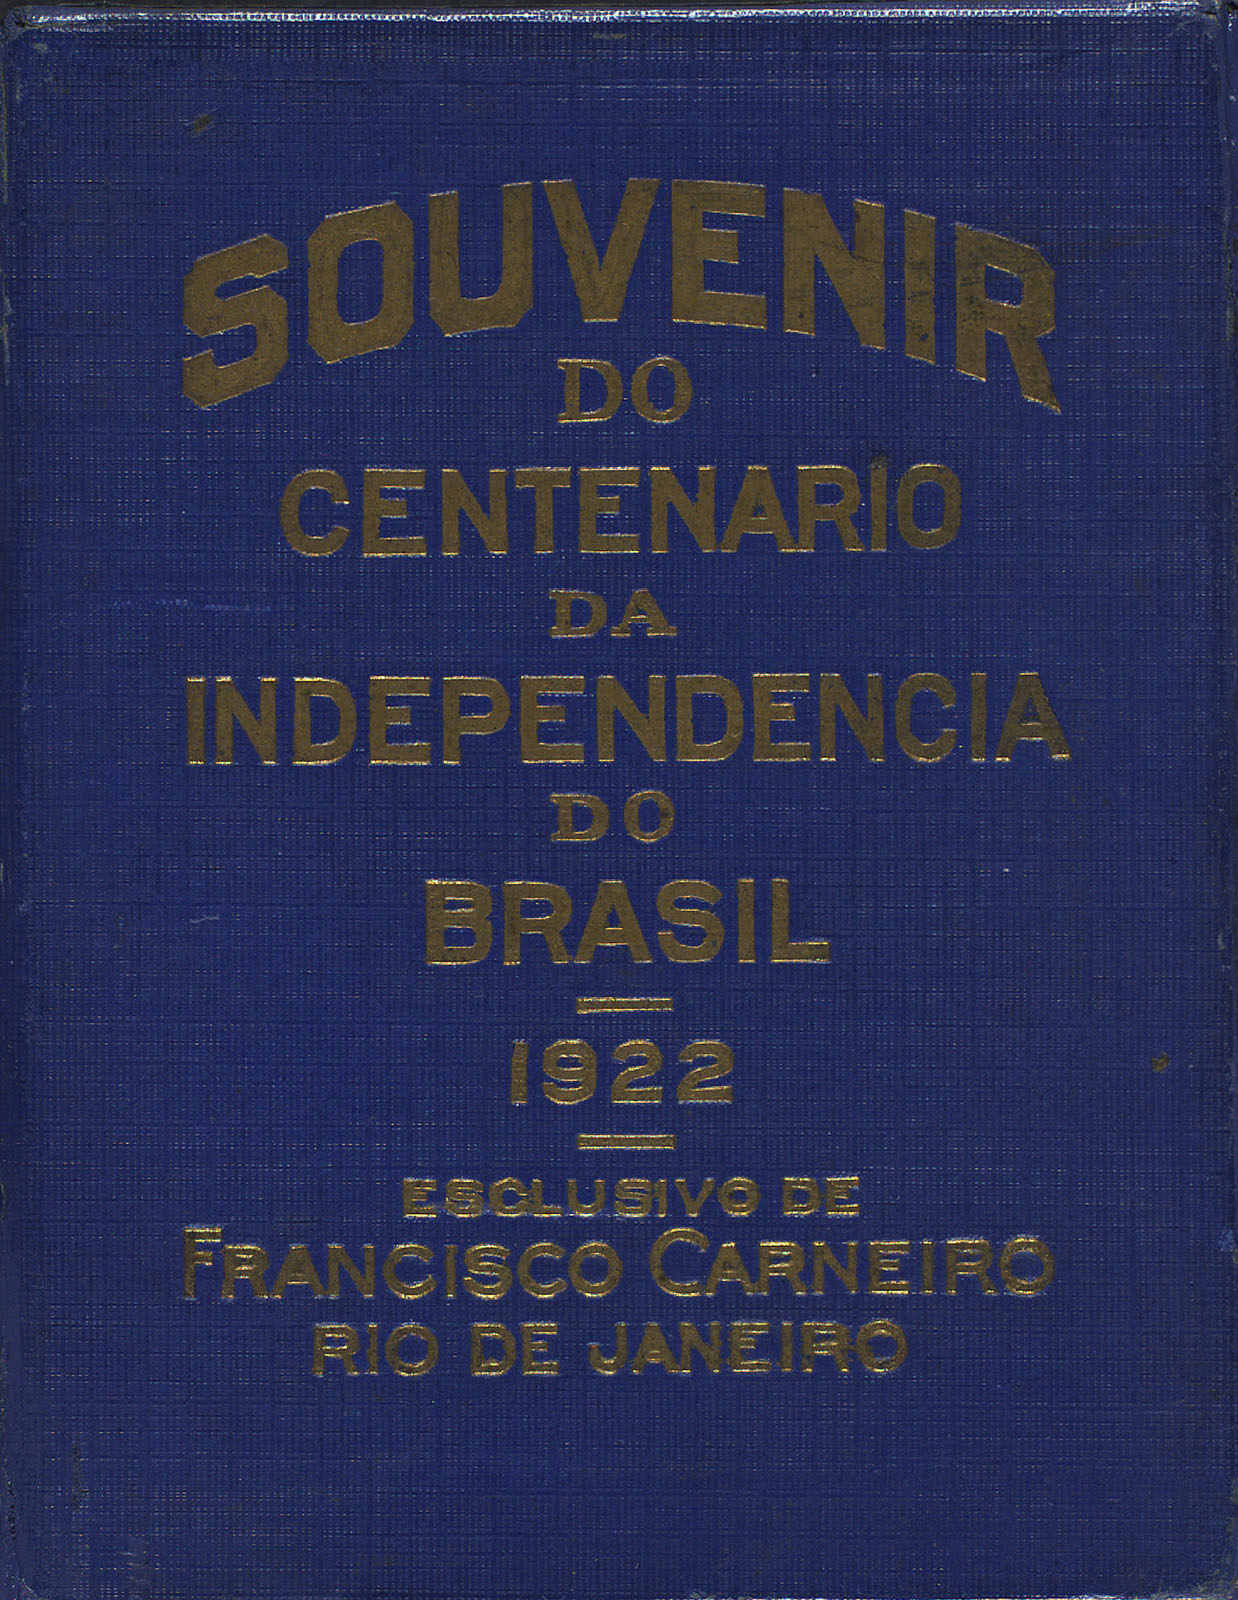 SOUVENIR
DO
CENTENARIO
DA
INDEPENDENCIA
DO
BRASIL
1922
ESCLUSIVO DE
FRANCISCO CARNEIRO
RIO DE JANEIRO